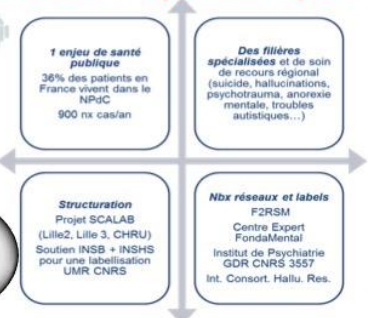 1 enjeu de santé
publique
36% des patients en
France vivent dans le
NPdC
900 nx cas/an
Des filières
spécialisées et de soin
de recours régional
(suicide, hallucinations,
psychotrauma, anorexie
mentale, troubles
autistiques…)
Structuration
Projet SCALAB
(Lille2, Lille 3, CHRU)
Soutien INSB + INSHS
pour une labellisation
UMR CNRS
Nbx réseaux et labels
F2RSM
Centre Expert
FondaMental
Institut de Psychiatrie
GDR CNRS 3557
Int. Consort. Hallu. Res.